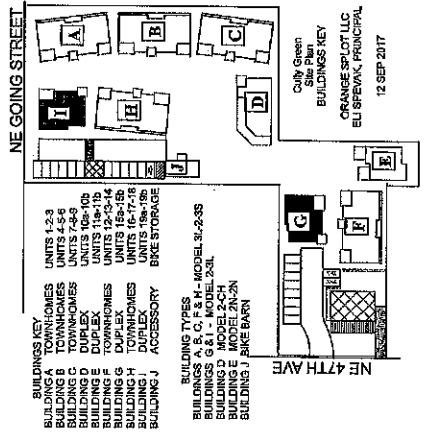 NE GOING STREET
A
B
C
I
H
D
J
E
G
F
NE 47TH AVE
Cully Green
Site Plan
BUILDINGS KEY
ORANGE SPLOT LLC
ELI SPEVAK, PRINCIPAL
12 SEP 2017
BUILDINGS KEY
BUILDING A TOWNHOMES UNITS 1-2-3
BUILDING B TOWNHOMES UNITS 4-5-6
BUILDING C TOWNHOMES UNITS 7-8-9
BUILDING D DUPLEX UNITS 10a-10b
BUILDING E DUPLEX UNITS 11a-11b
BUILDING F TOWNHOMES UNITS 12-13-14
BUILDING G DUPLEX UNITS 15a-15b
BUILDING H TOWNHOMES UNITS 16-17-18
BUILDING I DUPLEX UNITS 19a-19b
BUILDING J ACCESSORY BIKE STORAGE
BUILDING TYPES
BUILDINGS A, B, C, F & H - MODEL 3L-2-3S
BUILDINGS G & I - MODEL 2-3L
BUILDING D - MODEL 2-CH
BUILDING E - MODEL 2N-2N
BUILDING J - BIKE BARN